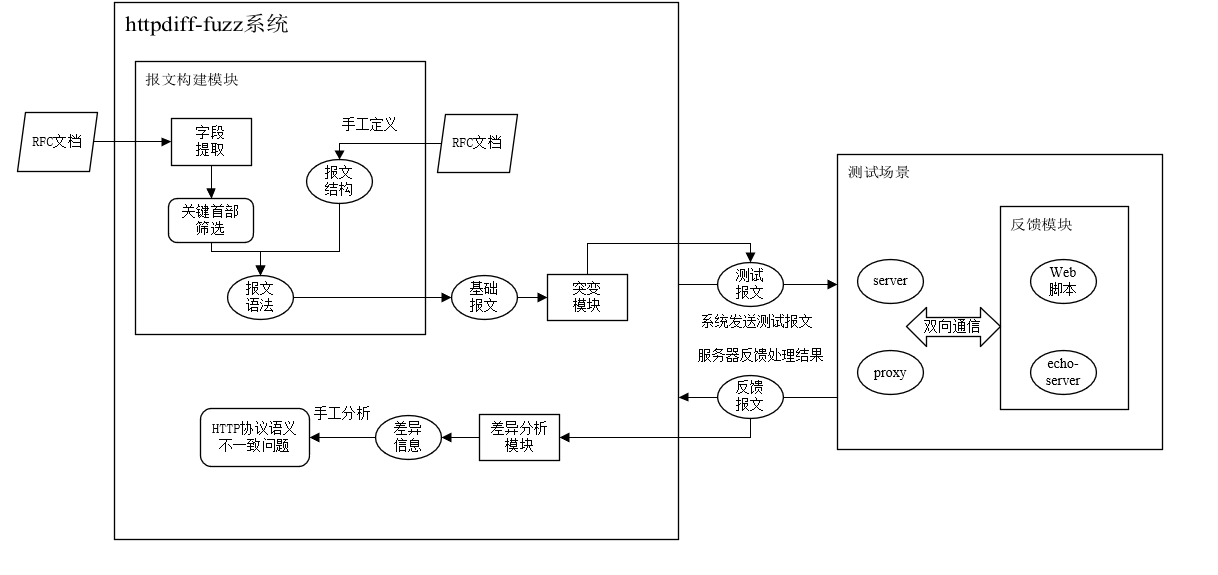 httpdiff-fuzz系统
报文构建模块
RFC文档
字段
提取
手工定义
RFC文档
报文
结构
关键首部
筛选
报文
语法
基础
报文
突变
模块
测试
报文
系统发送测试报文
服务器反馈处理结果
反馈
报文
测试场景
反馈模块
server
Web
脚本
双向通信
proxy
echo-
server
HTTP协议语义
不一致问题
手工分析
差异
信息
差异分析
模块